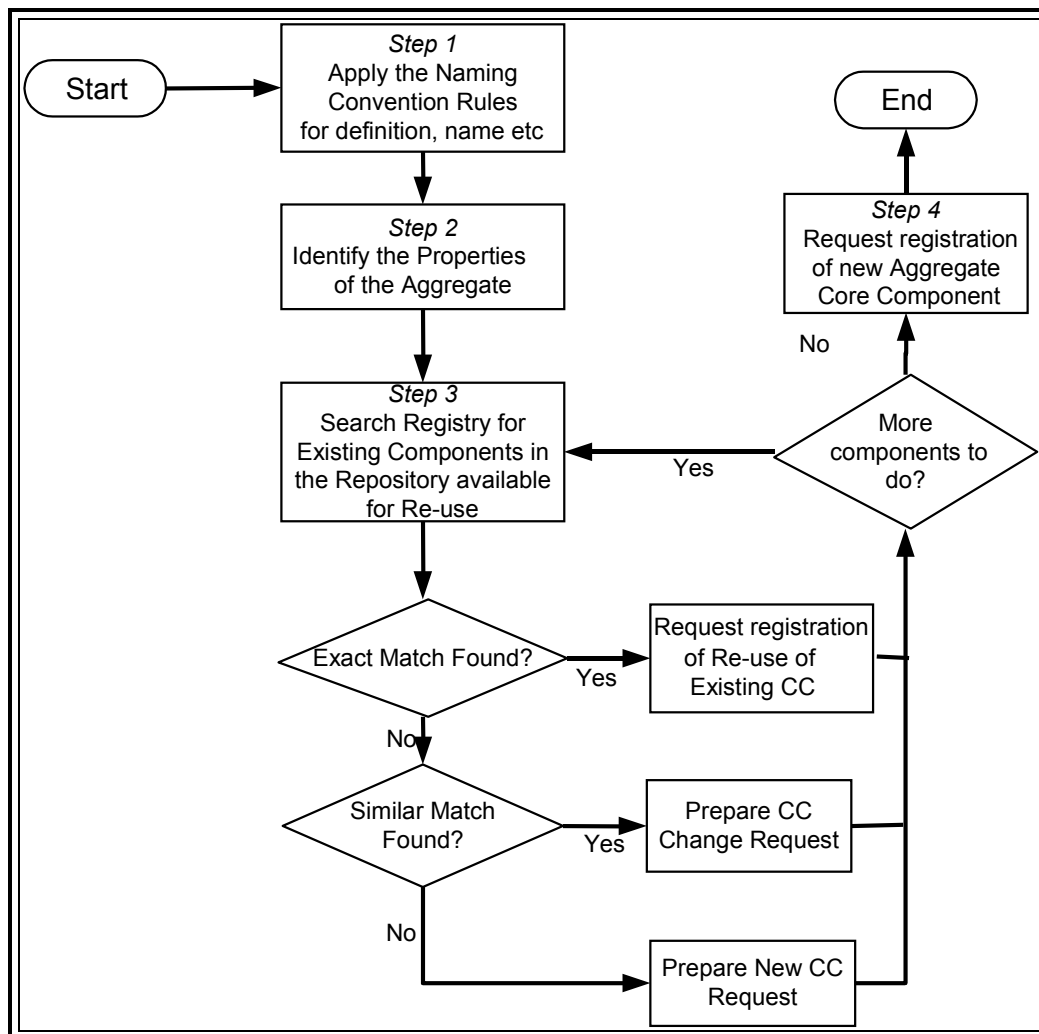 Start
Step 1
Apply the Naming
Convention Rules
for definition, name etc
Step 2
Identify the Properties
of the Aggregate
Step 3
Search Registry for
Existing Components in
the Repository available
for Re-use
Exact Match Found?
Yes
Request registration
of Re-use of
Existing CC
No
Similar Match
Found?
Yes
Prepare CC
Change Request
No
Prepare New CC
Request
More
components to
do?
Yes
No
Step 4
Request registration
of new Aggregate
Core Component
End